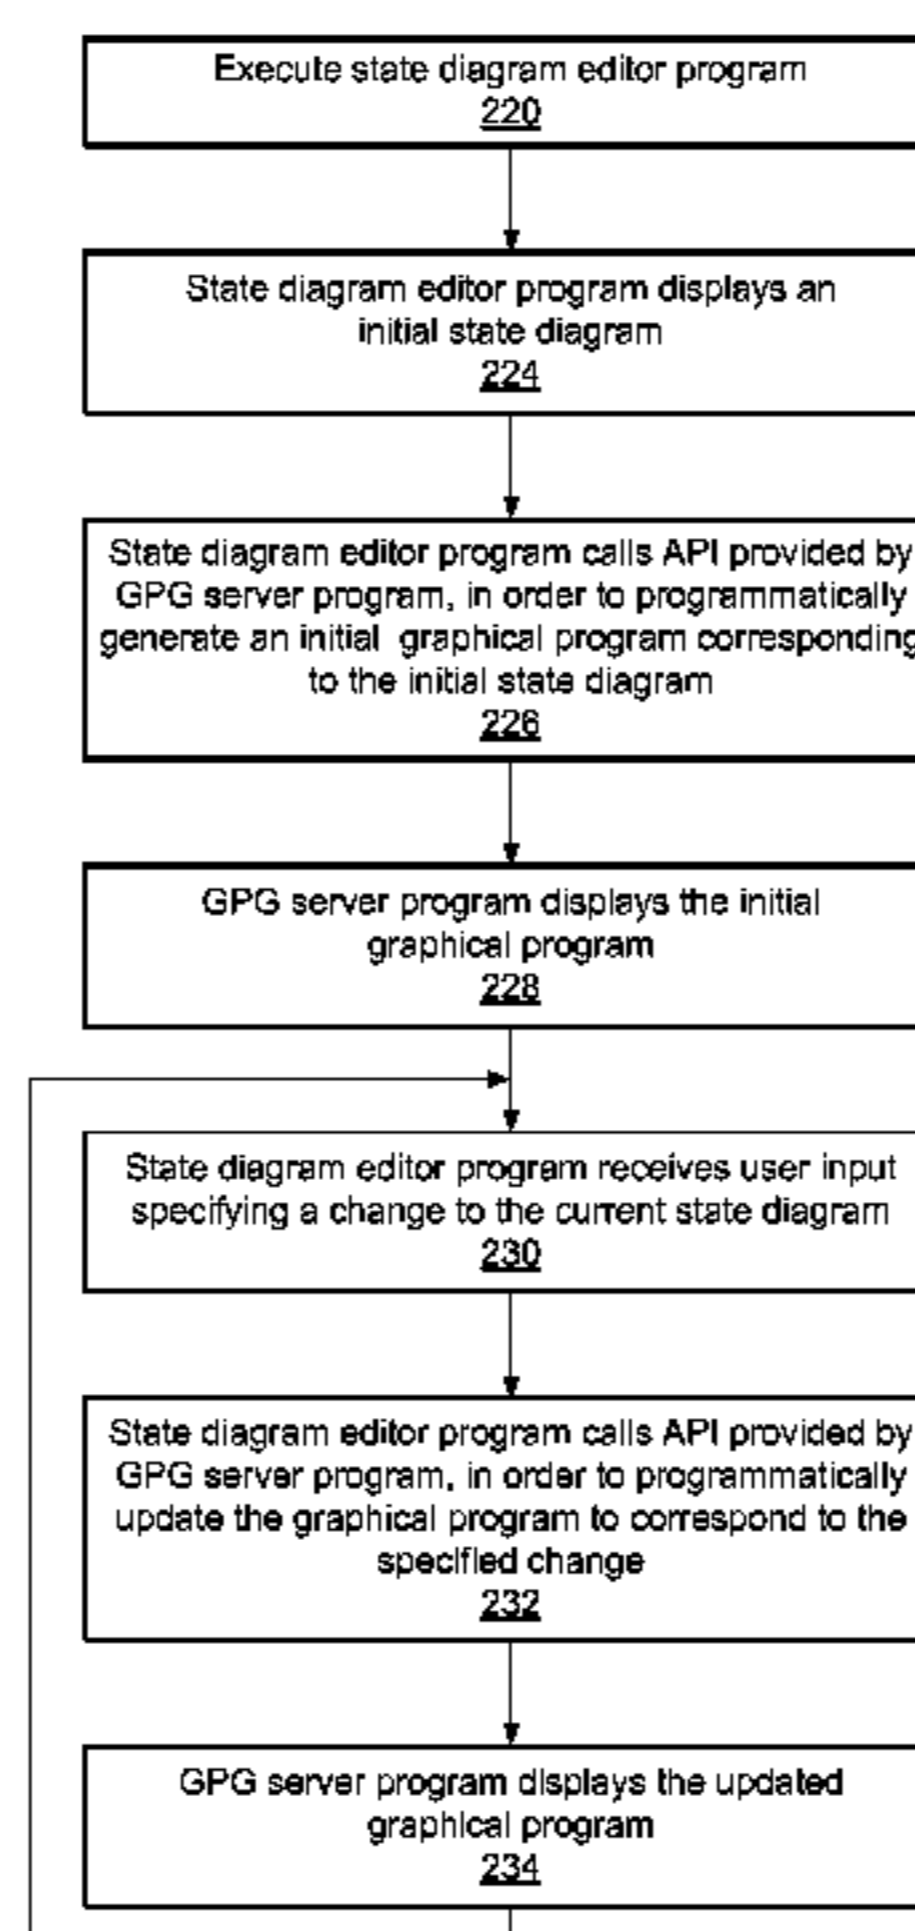 Execute state diagram editor program
220
State diagram editor program displays an
initial state diagram
224
State diagram editor program calls API provided by
GPG server program, in order to programmatically
generate an initial graphical program corresponding
to the initial state diagram
226
GPG server program displays the initial
graphical program
228
State diagram editor program receives user input
specifying a change to the current state diagram
230
State diagram editor program calls API provided by
GPG server program, in order to programmatically
update the graphical program to correspond to the
specified change
232
GPG server program displays the updated
graphical program
234